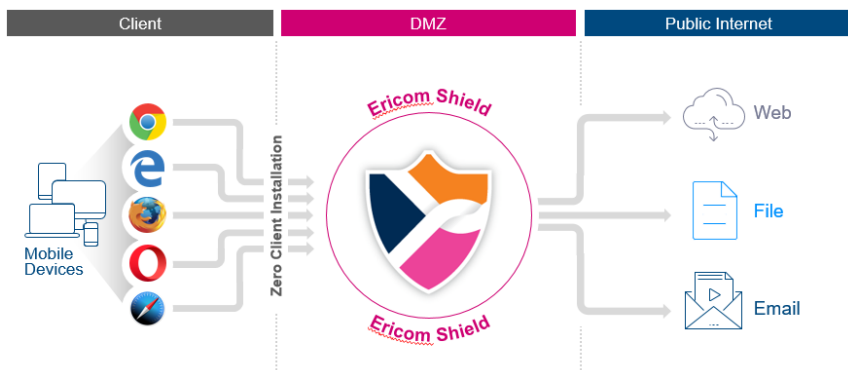 Client
DMZ
Public Internet
Ericom Shield
Zero Client Installation
Mobile
Devices
Web
File
Email
Ericom Shield